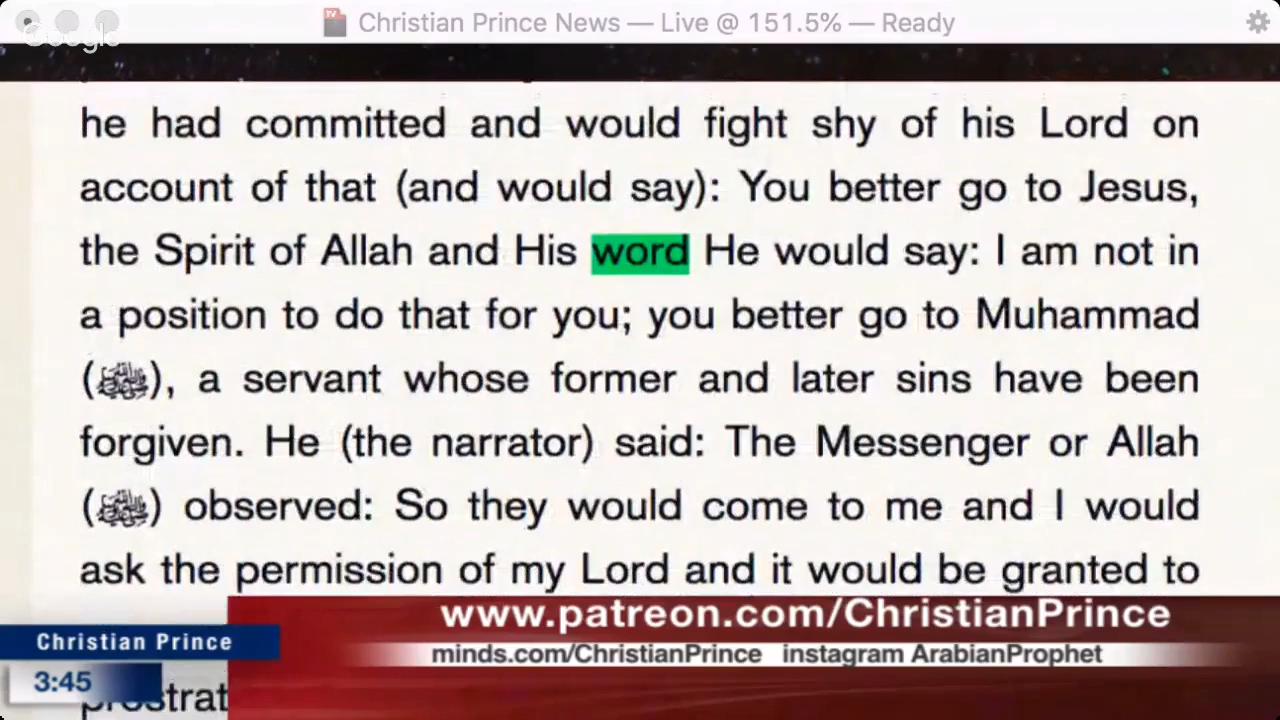 Christian Prince News — Live @ 151.5% — Ready
Google
he had committed and would fight shy of his Lord on
account of that (and would say): You better go to Jesus,
the Spirit of Allah and His word He would say: I am not in
a position to do that for you; you better go to Muhammad
(ﷺ), a servant whose former and later sins have been
forgiven. He (the narrator) said: The Messenger or Allah
(ﷺ) observed: So they would come to me and I would
ask the permission of my Lord and it would be granted to
www.patreon.com/ChristianPrince
Christian Prince
minds.com/ChristianPrince instagram ArabianProphet
3:45